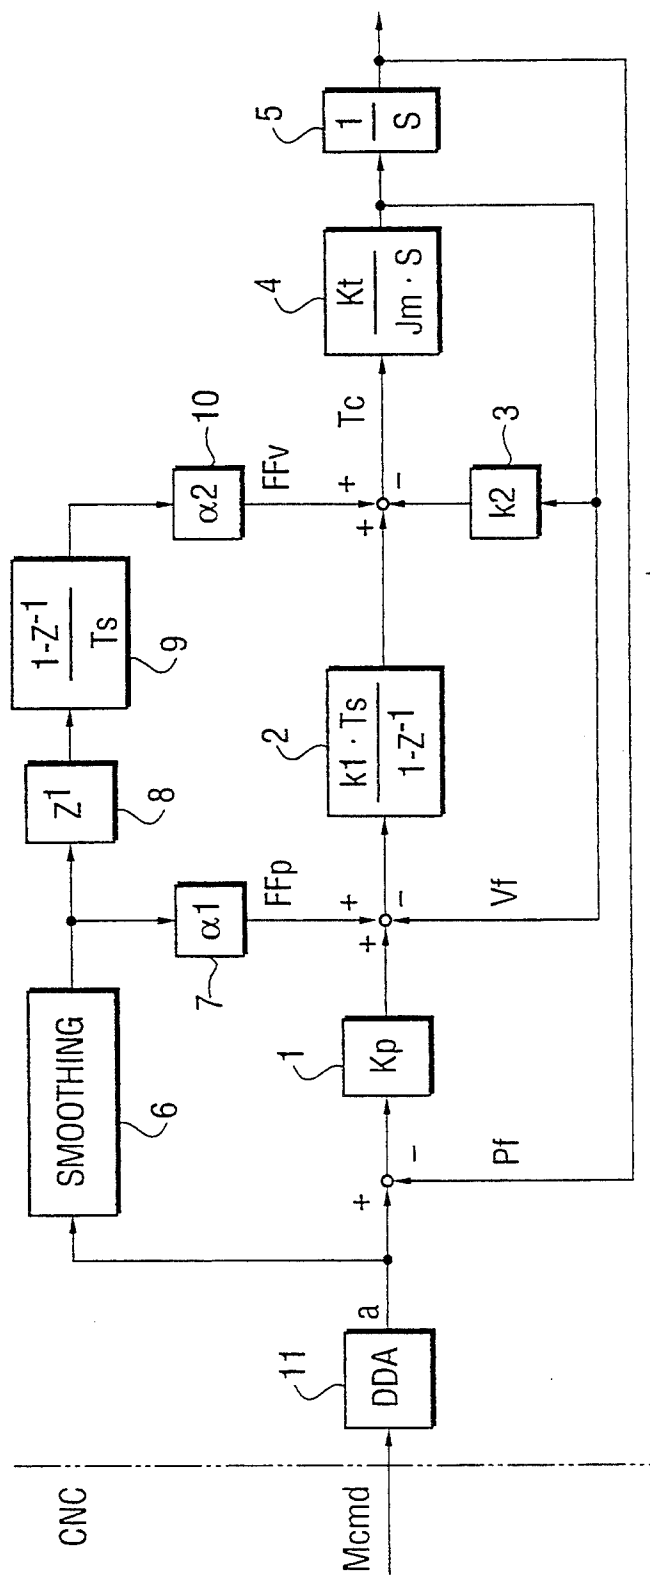 CNC
Mcmd
11
DDA
a
SMOOTHING
6
+
−
Pf
1
Kp
7
α1
FFp
+
+
−
Vf
Z1
8
2
k1 · Ts
1-Z-1
1-Z-1
Ts
9
α2
10
FFv
+
+
−
Tc
k2
3
4
Kt
Jm · S
5
1
S